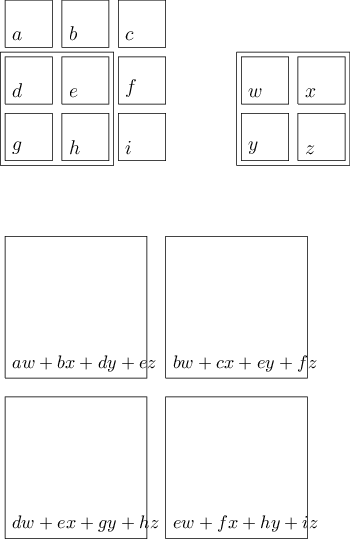 a b c
d e f w x
g h i y z
aw + bx + dy + ez bw + cx + ey + fz
dw + ex + gy + hz ew + fx + hy + iz